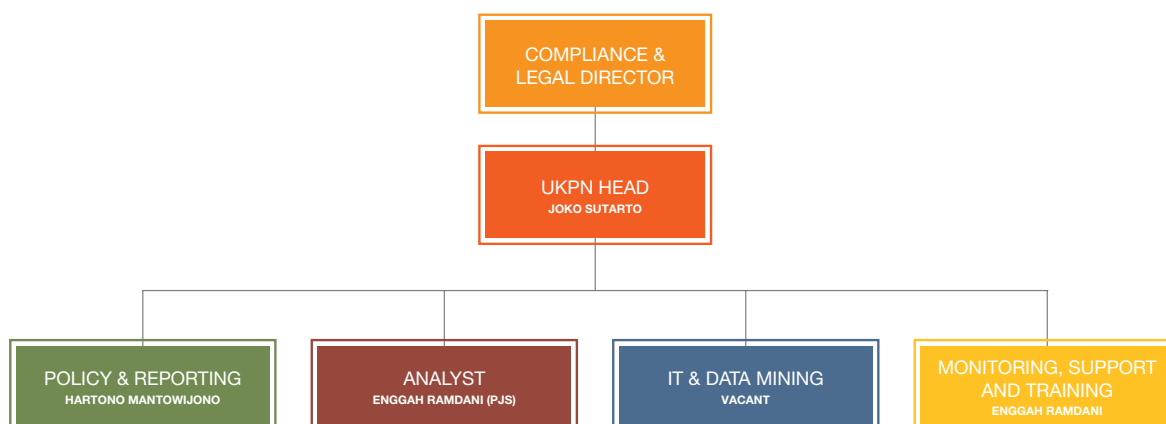 COMPLIANCE &
LEGAL DIRECTOR
UKPN HEAD
JOKO SUTARTO
POLICY & REPORTING
HARTONO MANTOWIJONO
ANALYST
ENGGAH RAMDANI (PJS)
IT & DATA MINING
VACANT
MONITORING, SUPPORT
AND TRAINING
ENGGAH RAMDANI